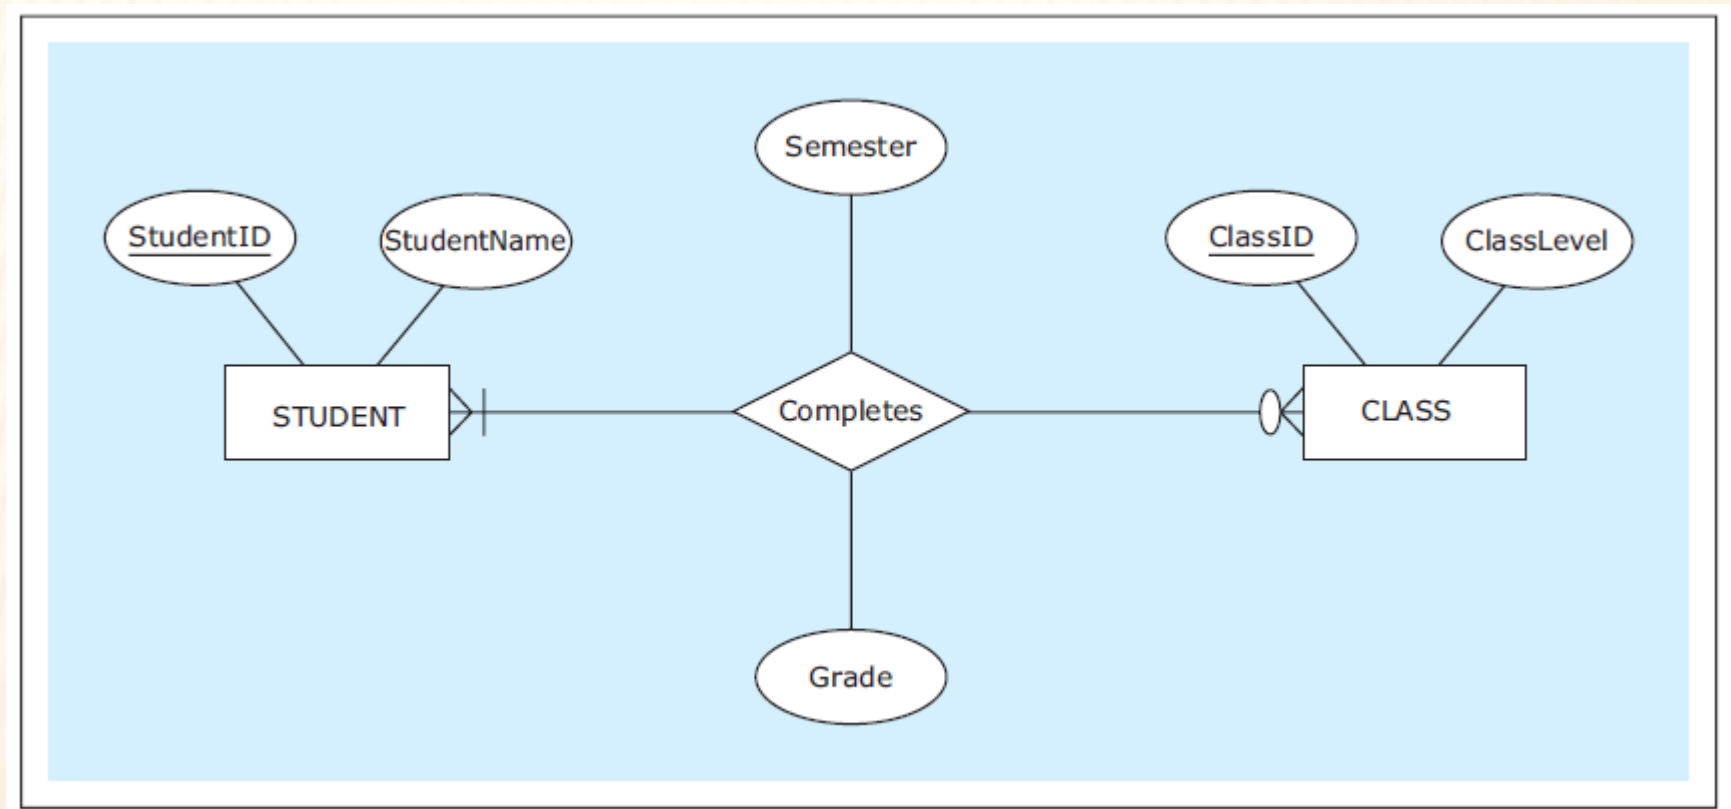 Semester
StudentID
StudentName
ClassID
ClassLevel
STUDENT
Completes
CLASS
Grade